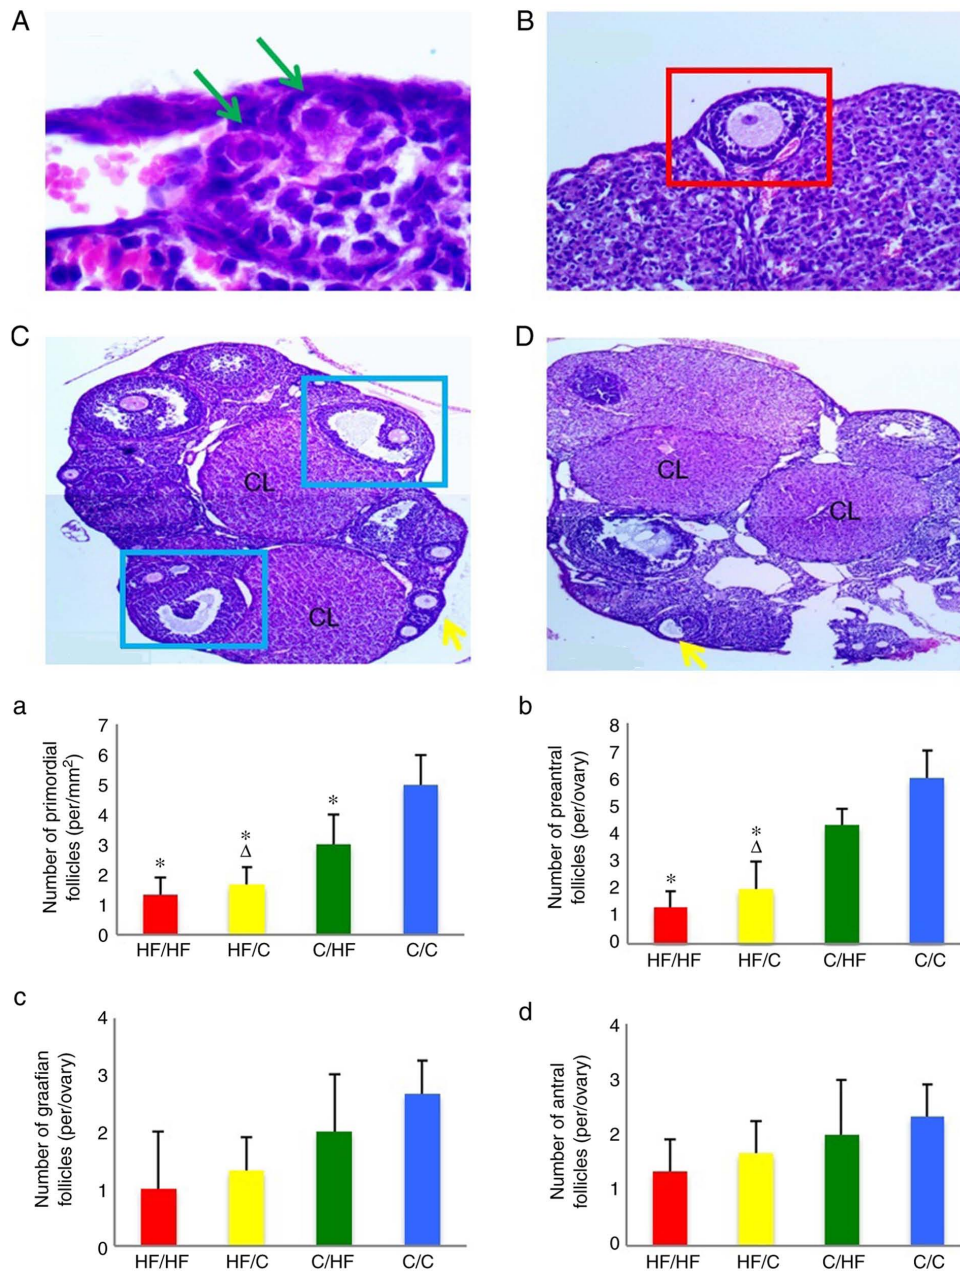 A
B
C
CL
CL
D
CL
CL
a
Number of primordial
follicles (per/mm²)
7
6
5
4
3
2
1
0
*
*
Δ
*
HF/HF HF/C C/HF C/C
b
Number of preantral
follicles (per/ovary)
8
7
6
5
4
3
2
1
0
*
*
Δ
HF/HF HF/C C/HF C/C
c
Number of graafian
follicles (per/ovary)
4
3
2
1
0
HF/HF HF/C C/HF C/C
d
Number of antral
follicles (per/ovary)
4
3
2
1
0
HF/HF HF/C C/HF C/C